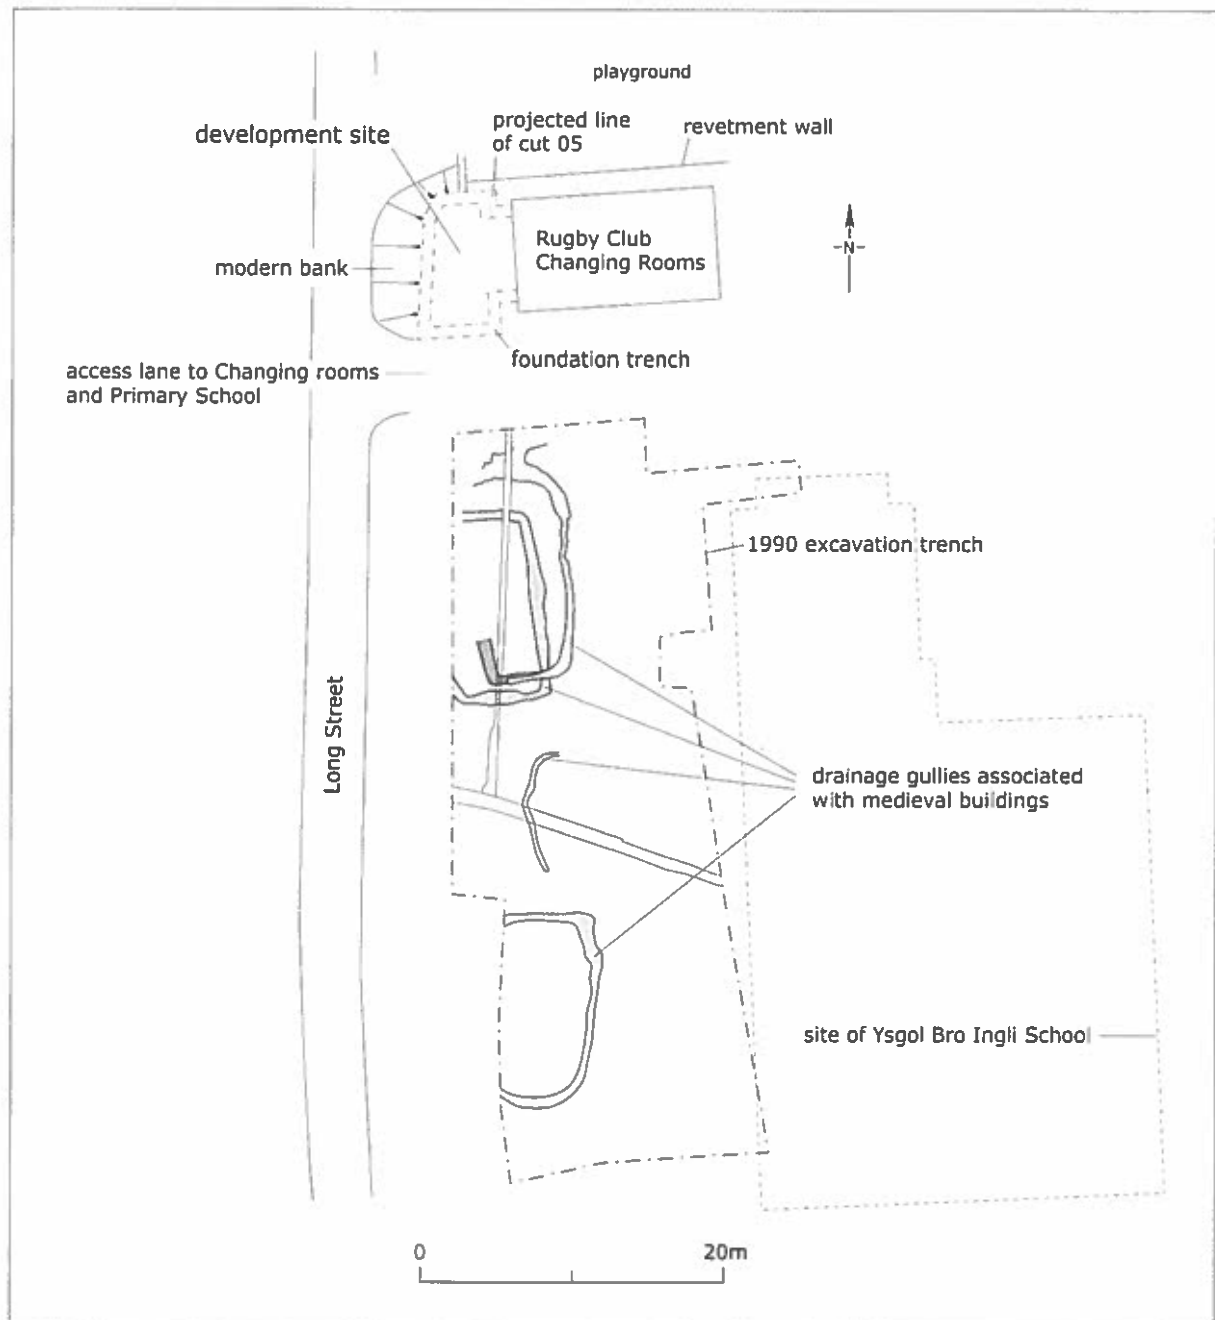 playground
development site
projected line
of cut 05
revetment wall
Rugby Club
Changing Rooms
-N-
modern bank
foundation trench
access lane to Changing rooms
and Primary School
1990 excavation trench
Long Street
drainage gullies associated
with medieval buildings
site of Ysgol Bro Ingli School
0
20m